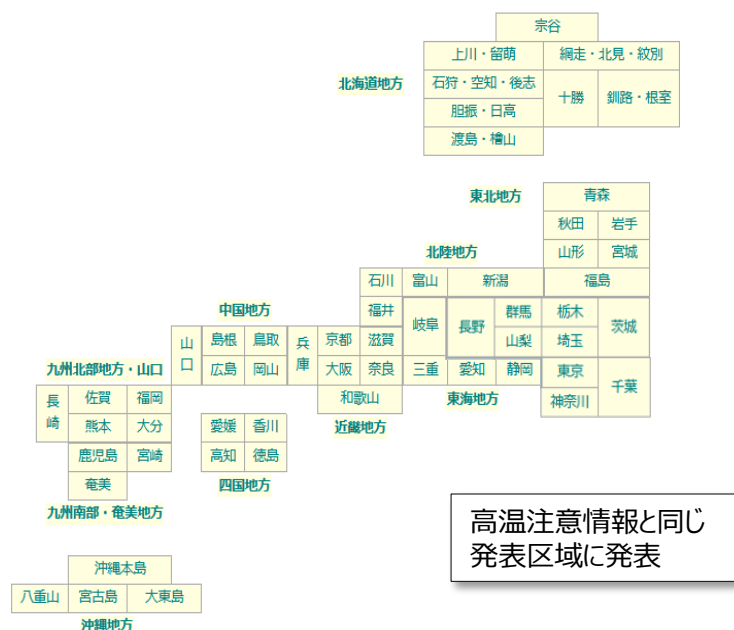 宗谷
上川・留萌
網走・北見・紋別
北海道地方
石狩・空知・後志
十勝
釧路・根室
胆振・日高
渡島・檜山
東北地方
青森
秋田
岩手
山形
宮城
北陸地方
石川
富山
新潟
福島
中国地方
福井
岐阜
長野
群馬
栃木
茨城
山口
島根
鳥取
兵庫
京都
滋賀
山梨
埼玉
九州北部地方・山口
広島
岡山
大阪
奈良
三重
愛知
静岡
東京
千葉
長崎
佐賀
福岡
和歌山
東海地方
神奈川
熊本
大分
愛媛
香川
近畿地方
鹿児島
宮崎
高知
徳島
奄美
四国地方
九州南部・奄美地方
高温注意情報と同じ
発表区域に発表
沖縄本島
八重山
宮古島
大東島
沖縄地方